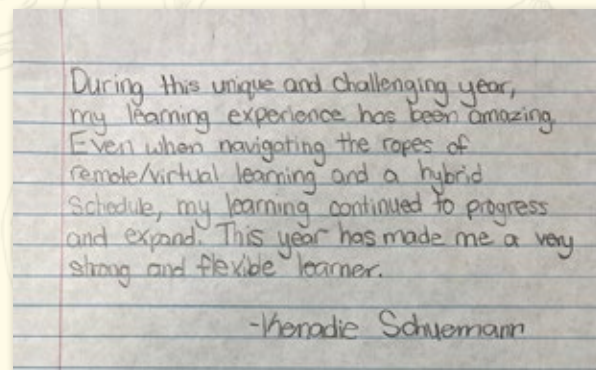 During this unique and challenging year,
my learning experience has been amazing.
Even when navigating the ropes of
remote/virtual learning and a hybrid
Schedule, my learning continued to progress
and expand. This year has made me a very
strong and flexible learner.
-Kenadie Schuemann